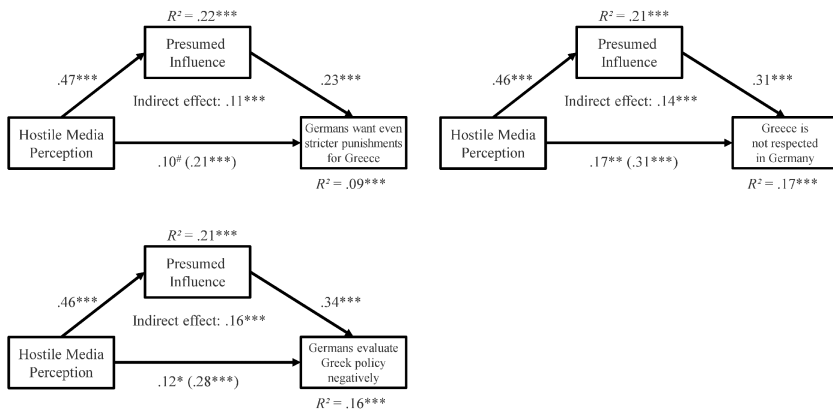 R² = .22***
Presumed
Influence
.47***
.23***
Indirect effect: .11***
Hostile Media
Perception
Germans want even
stricter punishments
for Greece
.10# (.21***)
R² = .09***
R² = .21***
Presumed
Influence
.46***
.31***
Indirect effect: .14***
Hostile Media
Perception
Greece is
not respected
in Germany
.17** (.31***)
R² = .17***
R² = .21***
Presumed
Influence
.46***
.34***
Indirect effect: .16***
Hostile Media
Perception
Germans evaluate
Greek policy
negatively
.12* (.28***)
R² = .16***